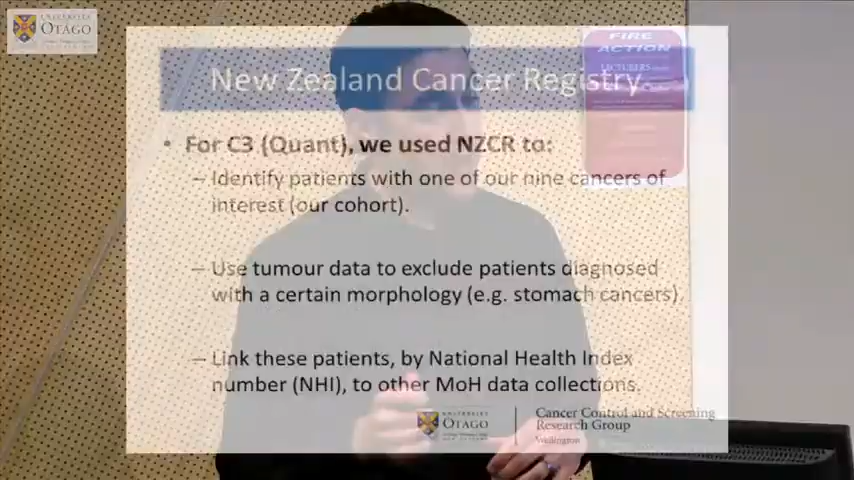 UNIVERSITY
OTAGO
FIRE
ACTION
LECTURERS
New Zealand Cancer Registry
• For C3 (Quant), we used NZCR to:
– Identify patients with one of our nine cancers of
interest (our cohort).
– Use tumour data to exclude patients diagnosed
with a certain morphology (e.g. stomach cancers).
– Link these patients, by National Health Index
number (NHI), to other MoH data collections.
UNIVERSITY
OTAGO
Cancer Control and Screening
Research Group
Wellington